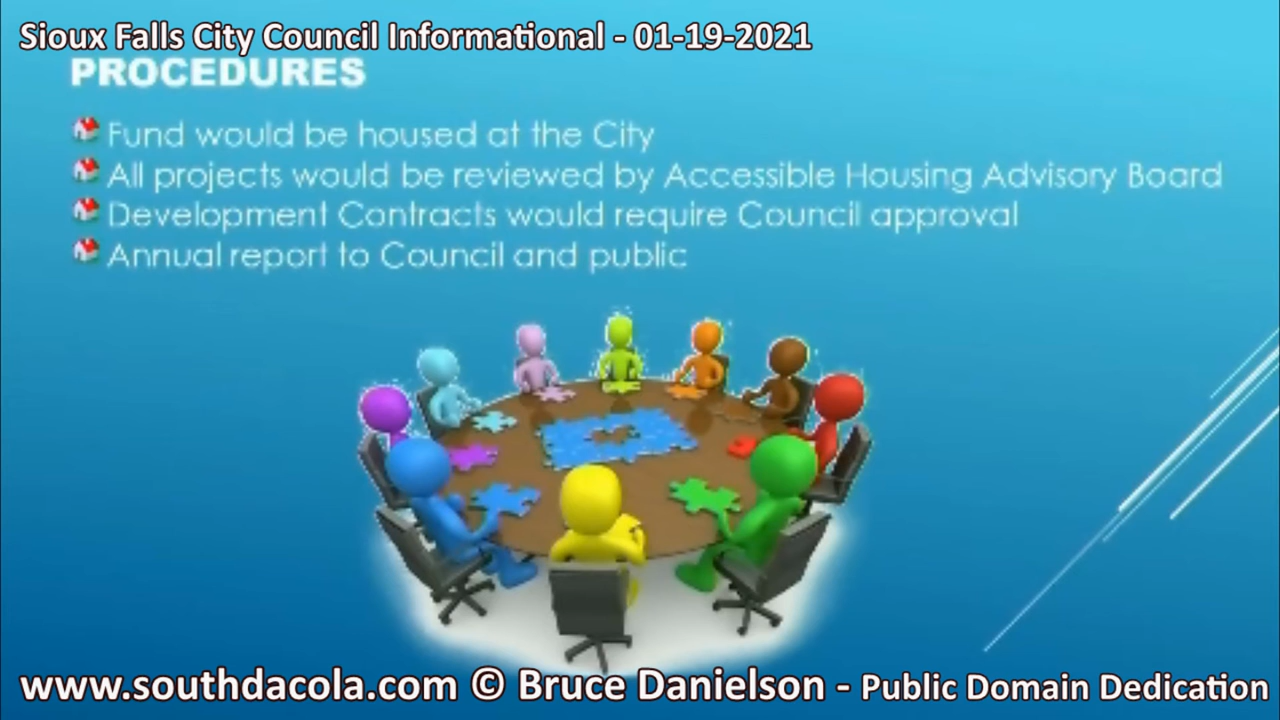 Sioux Falls City Council Informational - 01-19-2021
PROCEDURES
Fund would be housed at the City
All projects would be reviewed by Accessible Housing Advisory Board
Development Contracts would require Council approval
Annual report to Council and public
www.southdacola.com © Bruce Danielson - Public Domain Dedication